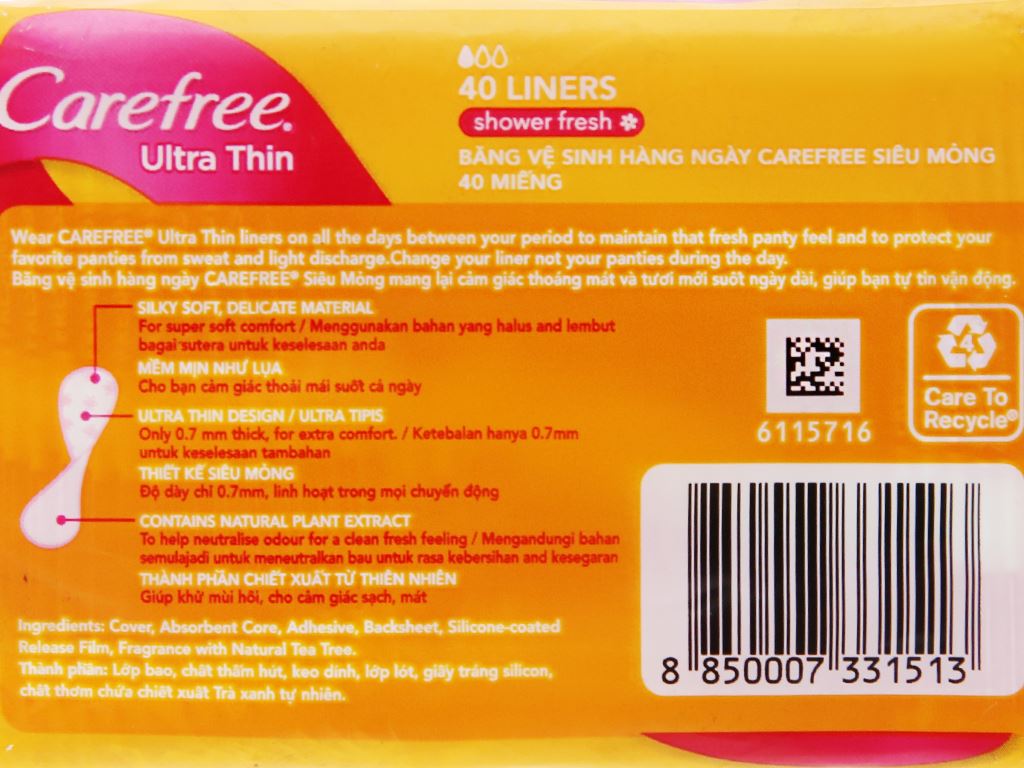 Carefree®
Ultra Thin
40 LINERS
shower fresh
BĂNG VỆ SINH HÀNG NGÀY CAREFREE SIÊU MỎNG
40 MIẾNG
Wear CAREFREE® Ultra Thin liners on all the days between your period to maintain that fresh panty feel and to protect your
favorite panties from sweat and light discharge.Change your liner not your panties during the day.
Băng vệ sinh hàng ngày CAREFREE® Siêu Mỏng mang lại cảm giác thoáng mát và tươi mới suốt ngày dài, giúp bạn tự tin vận động.
SILKY SOFT, DELICATE MATERIAL
For super soft comfort / Menggunakan bahan yang halus and lembut
bagai sutera untuk keselesaan anda
MỀM MỊN NHƯ LỤA
Cho bạn cảm giác thoải mái suốt cả ngày
ULTRA THIN DESIGN / ULTRA TIPIS
Only 0.7 mm thick, for extra comfort. / Ketebalan hanya 0.7mm
untuk keselesaan tambahan
THIẾT KẾ SIÊU MỎNG
Độ dày chỉ 0.7mm, linh hoạt trong mọi chuyển động
CONTAINS NATURAL PLANT EXTRACT
To help neutralise odour for a clean fresh feeling / Mengandungi bahan
semulajadi untuk meneutralkan bau untuk rasa kebersihan and kesegaran
THÀNH PHẦN CHIẾT XUẤT TỪ THIÊN NHIÊN
Giúp khử mùi hôi, cho cảm giác sạch, mát
Ingredients: Cover, Absorbent Core, Adhesive, Backsheet, Silicone-coated
Release Film, Fragrance with Natural Tea Tree.
Thành phần: Lớp bao, chất thấm hút, keo dính, lớp lót, giấy tráng silicon,
chất thơm chứa chiết xuất Trà xanh tự nhiên.
6115716
4
Care To
Recycle®
8 850007 331513